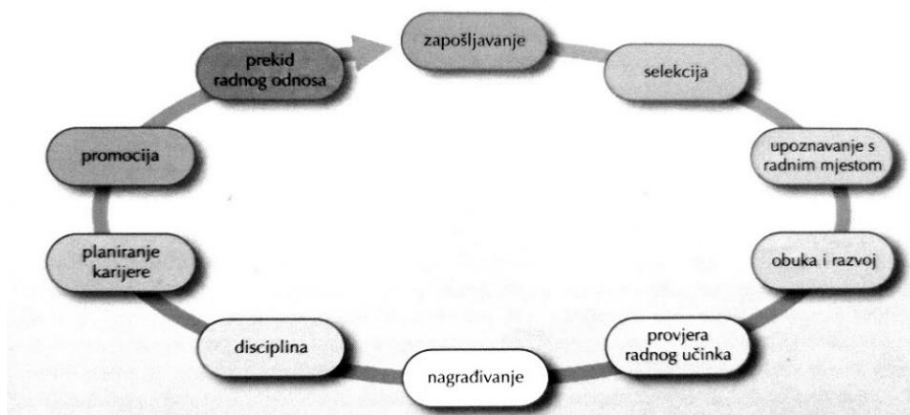 zapošljavanje
selekcija
upoznavanje s
radnim mjestom
obuka i razvoj
provjera
radnog učinka
nagrađivanje
disciplina
planiranje
karijere
promocija
prekid
radnog odnosa